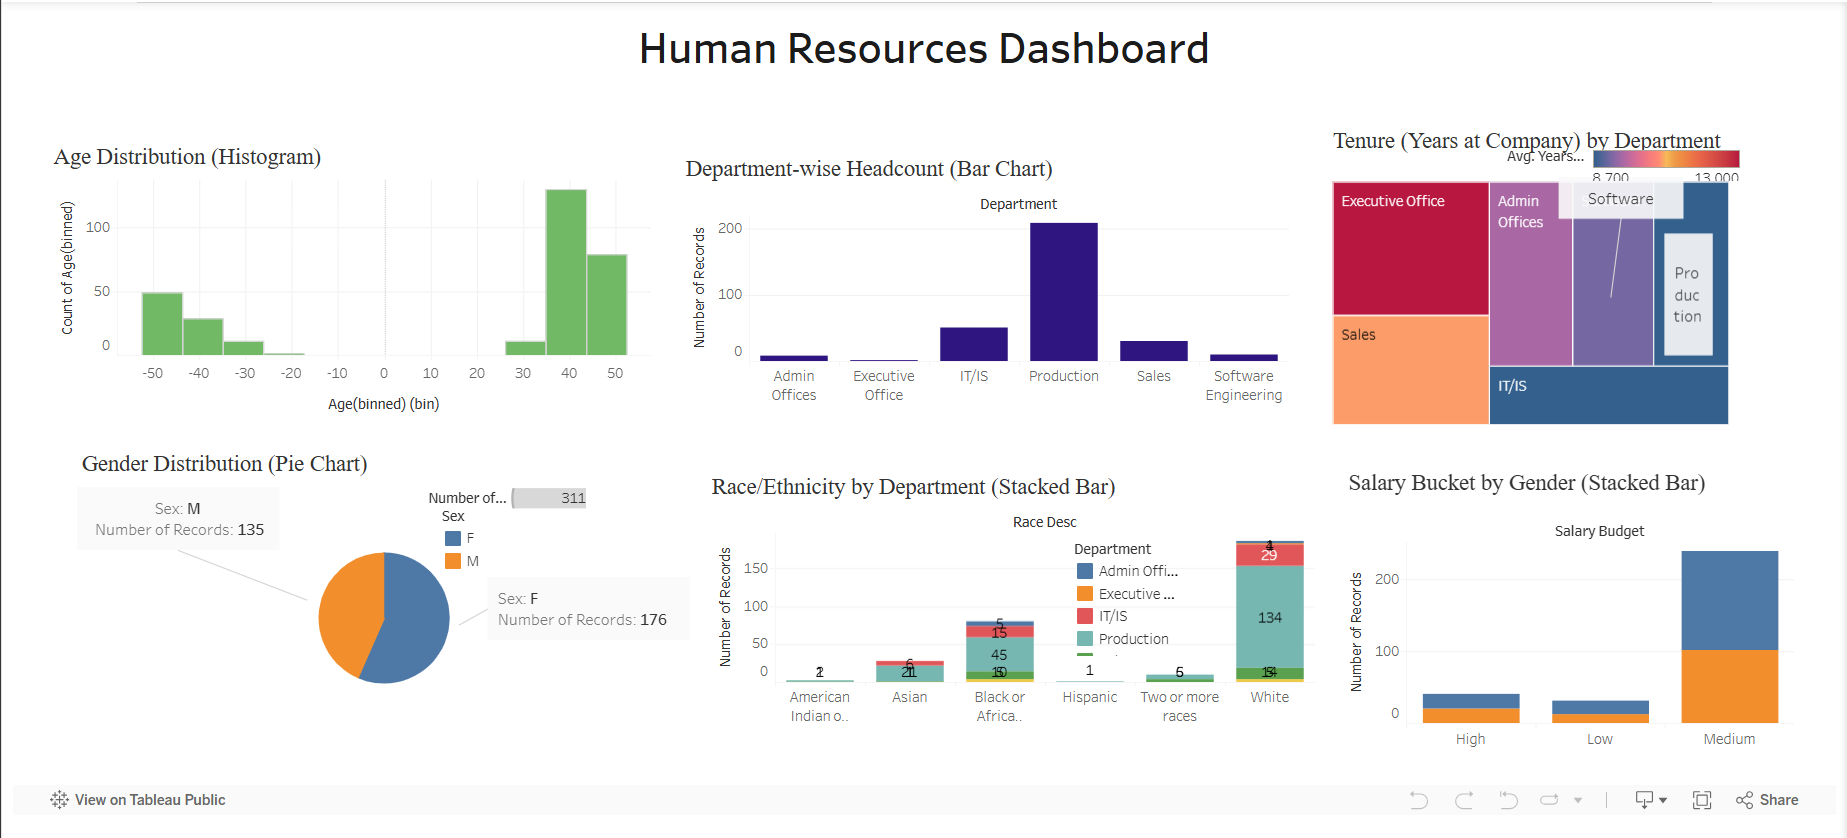 Human Resources Dashboard
Age Distribution (Histogram)
Count of Age(binned)
100
50
0
-50 -40 -30 -20 -10 0 10 20 30 40 50
Age(binned) (bin)
Department-wise Headcount (Bar Chart)
Department
Number of Records
200
100
0
Admin Offices
Executive Office
IT/IS
Production
Sales
Software Engineering
Tenure (Years at Company) by Department
Avg. Years...
8.700 13.000
Executive Office
Admin
Offices
Software
Pro
duc
tion
Sales
IT/IS
Gender Distribution (Pie Chart)
Sex: M
Number of Records: 135
Number of... 311
Sex
F
M
Sex: F
Number of Records: 176
Race/Ethnicity by Department (Stacked Bar)
Race Desc
Number of Records
150
100
50
0
Department
Admin Offi...
Executive ...
IT/IS
Production
5
15
45
1
5
29
134
American Indian o..
Asian
Black or Africa..
Hispanic
Two or more races
White
Salary Bucket by Gender (Stacked Bar)
Salary Budget
Number of Records
200
100
0
High
Low
Medium
View on Tableau Public
Share